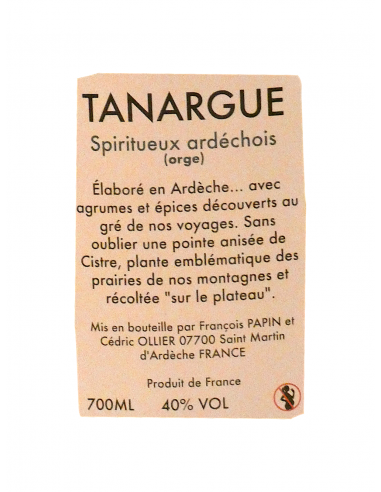 TANARGUE
Spiritueux ardéchois
(orge)
Élaboré en Ardèche... avec
agrumes et épices découverts au
gré de nos voyages. Sans
oublier une pointe anisée de
Cistre, plante emblématique des
prairies de nos montagnes et
récoltée "sur le plateau".
Mis en bouteille par François PAPIN et
Cédric OLLIER 07700 Saint Martin
d'Ardèche FRANCE
Produit de France
700ML 40% VOL